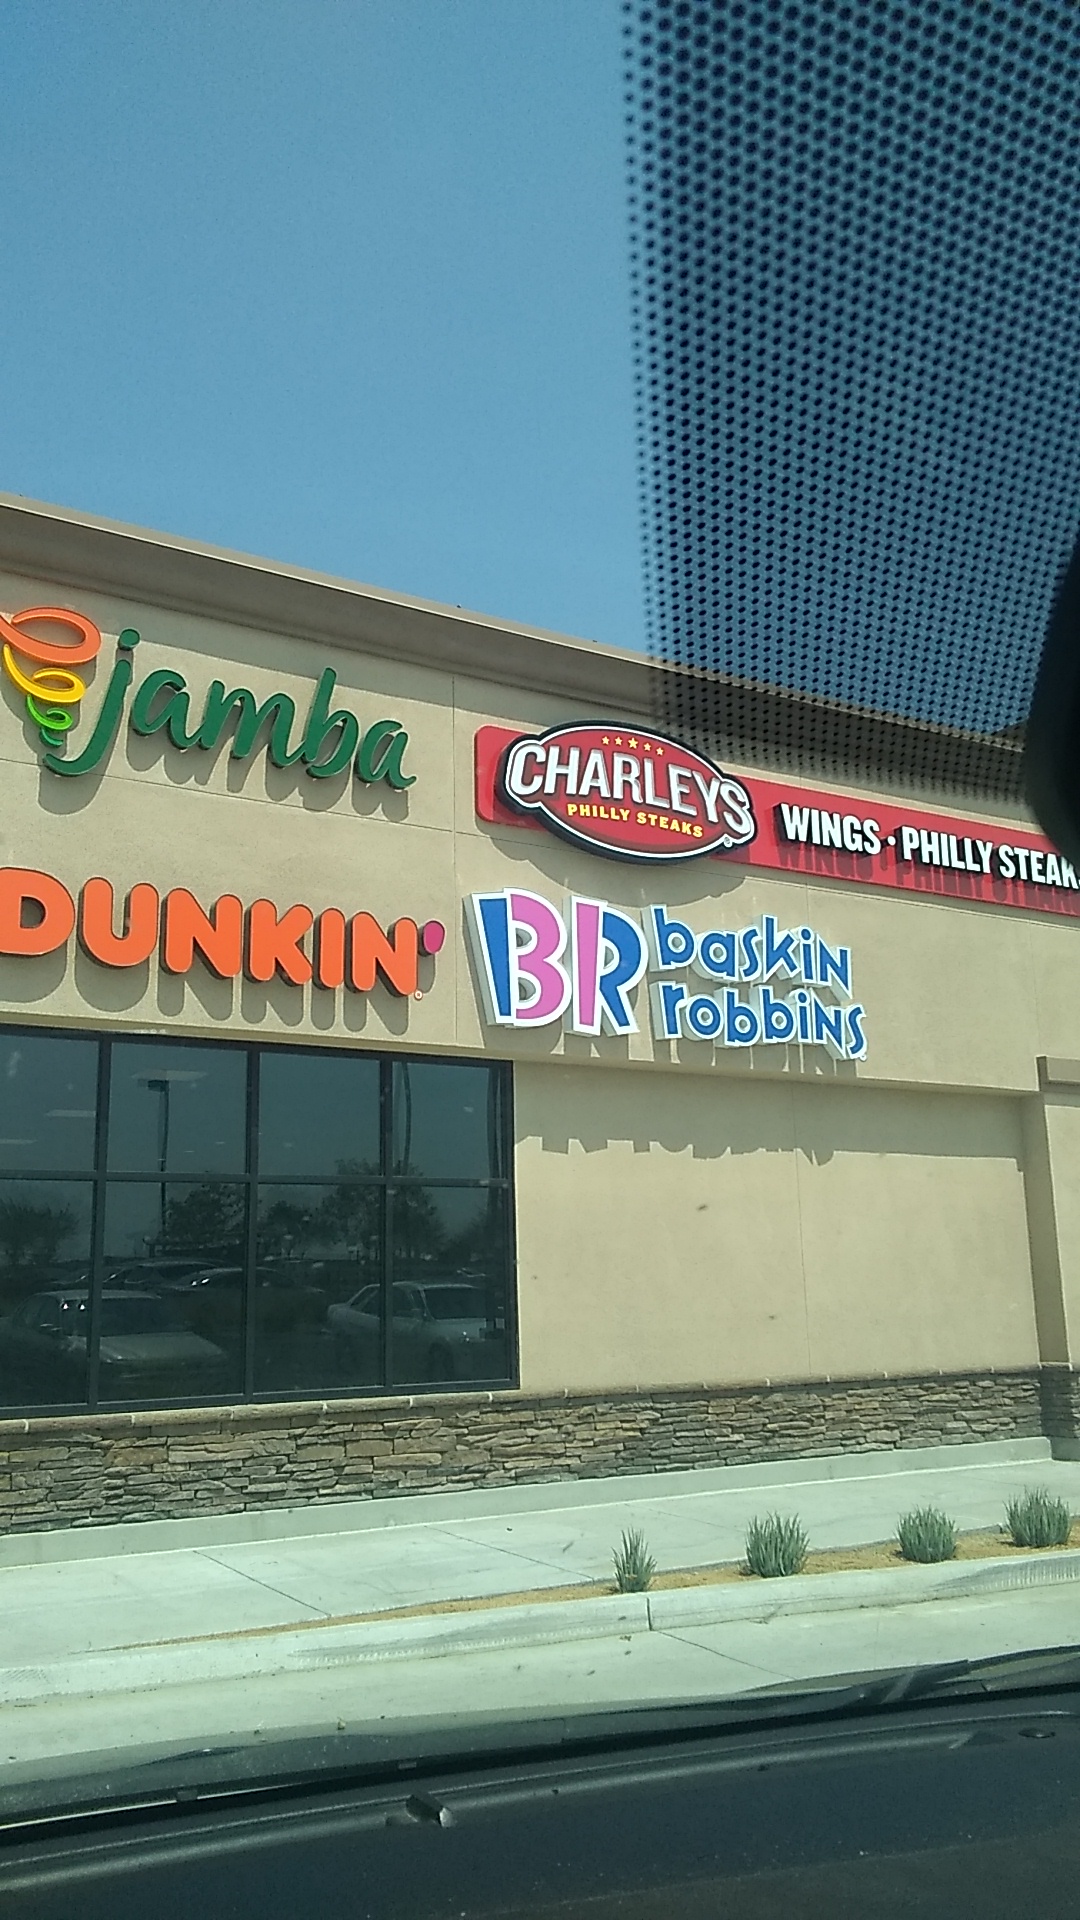 jamba
CHARLEYS
PHILLY STEAKS
WINGS · PHILLY STEAK
DUNKIN'
BR baskin
robbins